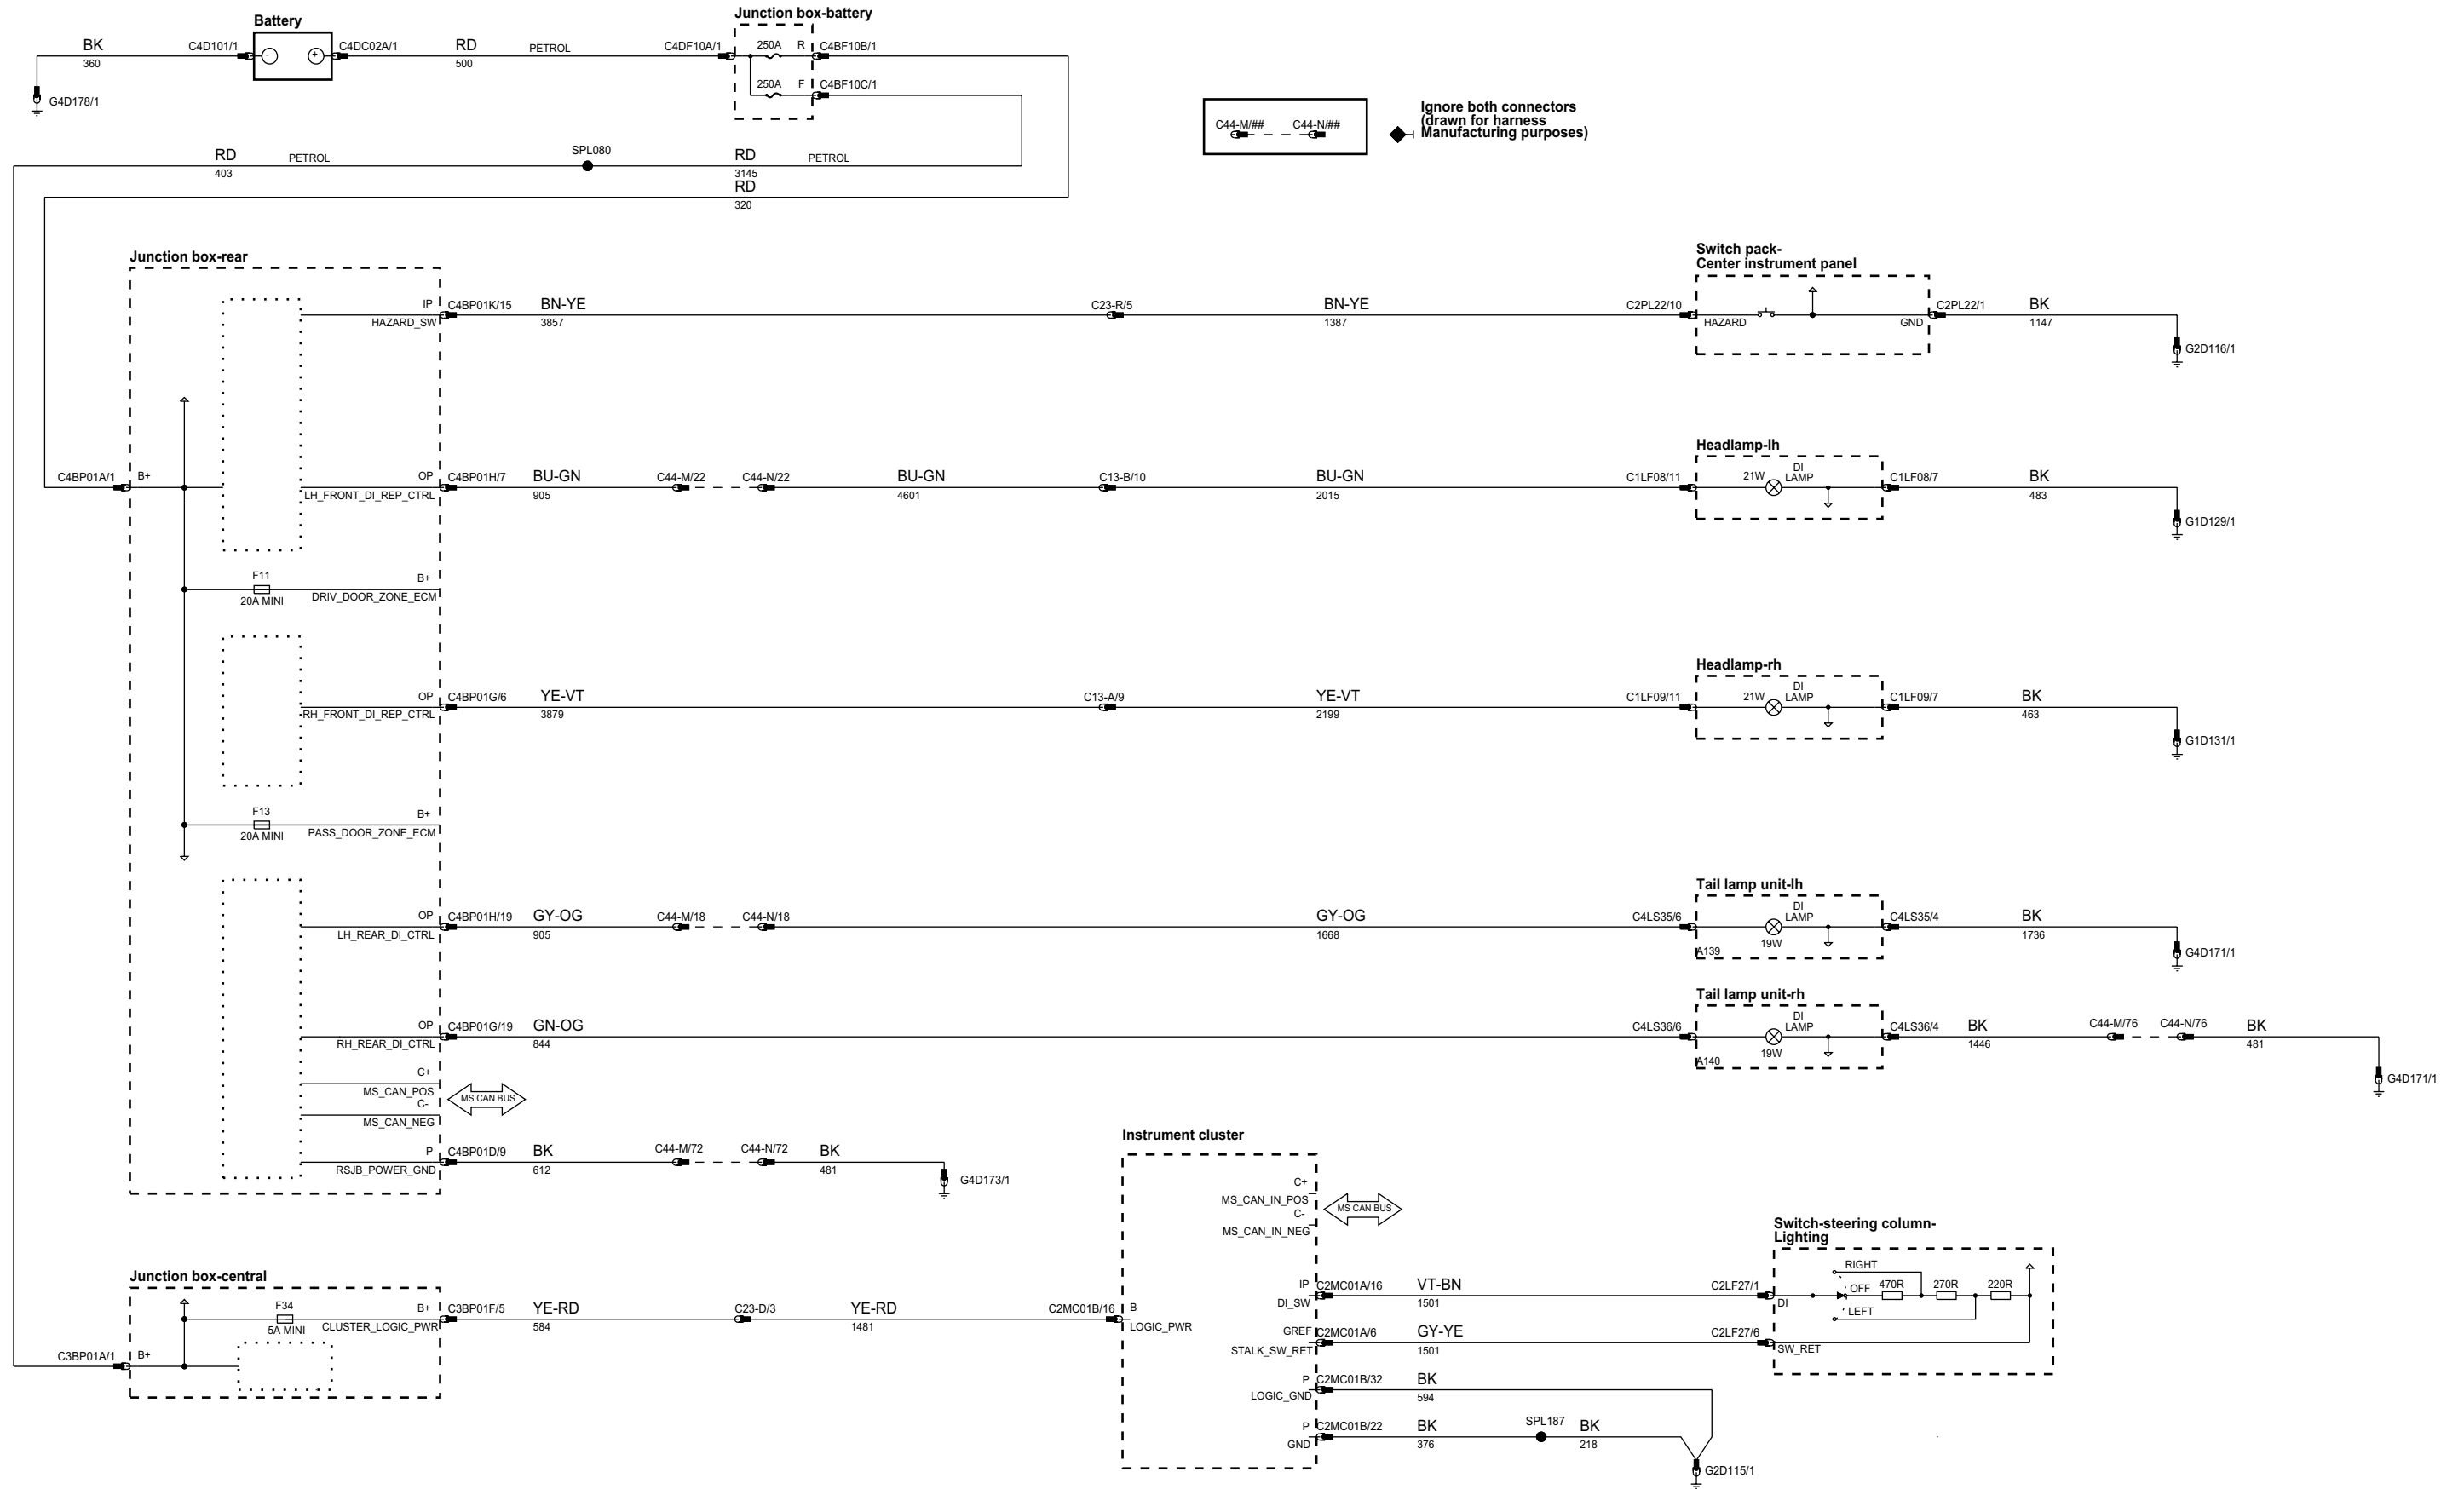 Battery
Junction box-battery
BK
360
C4D101/1
-
+
C4DC02A/1
RD
500
PETROL
C4DF10A/1
250A
R
C4BF10B/1
250A
F
C4BF10C/1
G4D178/1
C44-M/##
C44-N/##
Ignore both connectors
(drawn for harness
Manufacturing purposes)
RD
403
PETROL
SPL080
RD
3145
PETROL
RD
320
Junction box-rear
Switch pack-
Center instrument panel
IP
HAZARD_SW
C4BP01K/15
BN-YE
3857
C23-R/5
BN-YE
1387
C2PL22/10
HAZARD
GND
C2PL22/1
BK
1147
G2D116/1
Headlamp-lh
C4BP01A/1
B+
OP
LH_FRONT_DI_REP_CTRL
C4BP01H/7
BU-GN
905
C44-M/22
C44-N/22
BU-GN
4601
C13-B/10
BU-GN
2015
C1LF08/11
21W
DI
LAMP
C1LF08/7
BK
483
G1D129/1
F11
20A MINI
B+
DRIV_DOOR_ZONE_ECM
Headlamp-rh
OP
RH_FRONT_DI_REP_CTRL
C4BP01G/6
YE-VT
3879
C13-A/9
YE-VT
2199
C1LF09/11
21W
DI
LAMP
C1LF09/7
BK
463
G1D131/1
F13
20A MINI
B+
PASS_DOOR_ZONE_ECM
Tail lamp unit-lh
OP
LH_REAR_DI_CTRL
C4BP01H/19
GY-OG
905
C44-M/18
C44-N/18
GY-OG
1668
C4LS35/6
DI
LAMP
19W
A139
C4LS35/4
BK
1736
G4D171/1
Tail lamp unit-rh
OP
RH_REAR_DI_CTRL
C4BP01G/19
GN-OG
844
C4LS36/6
DI
LAMP
19W
A140
C4LS36/4
BK
1446
C44-M/76
C44-N/76
BK
481
G4D171/1
C+
MS_CAN_POS
C-
MS_CAN_NEG
MS CAN BUS
P
RSJB_POWER_GND
C4BP01D/9
BK
612
C44-M/72
C44-N/72
BK
481
G4D173/1
Instrument cluster
C+
MS_CAN_IN_POS
C-
MS_CAN_IN_NEG
MS CAN BUS
Switch-steering column-
Lighting
Junction box-central
IP
DI_SW
C2MC01A/16
VT-BN
1501
C2LF27/1
DI
RIGHT
OFF
LEFT
470R
270R
220R
F34
5A MINI
B+
CLUSTER_LOGIC_PWR
C3BP01F/5
YE-RD
584
C23-D/3
YE-RD
1481
C2MC01B/16
B
LOGIC_PWR
GREF
STALK_SW_RET
C2MC01A/6
GY-YE
1501
C2LF27/6
SW_RET
C3BP01A/1
B+
P
LOGIC_GND
C2MC01B/32
BK
594
P
GND
C2MC01B/22
BK
376
SPL187
BK
218
G2D115/1